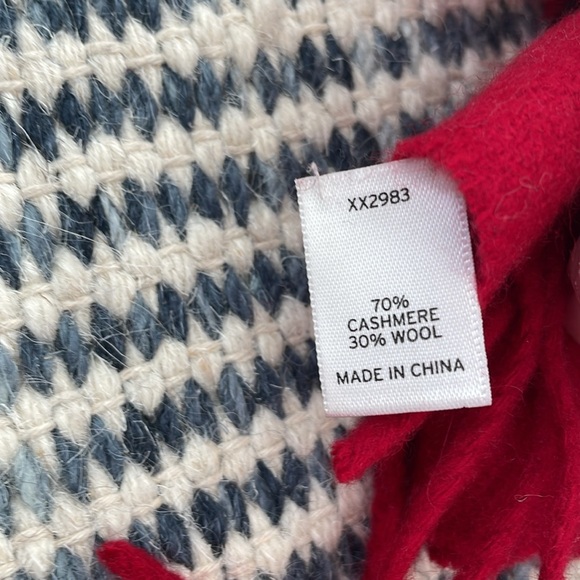 XX2983
70%
CASHMERE
30% WOOL
MADE IN CHINA